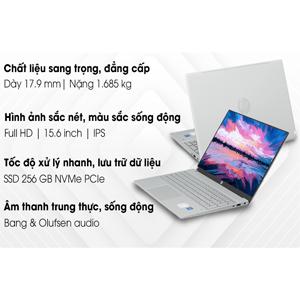 Chất liệu sang trọng, đẳng cấp
Dày 17.9 mm| Nặng 1.685 kg
Hình ảnh sắc nét, màu sắc sống động
Full HD | 15.6 inch | IPS
Tốc độ xử lý nhanh, lưu trữ dữ liệu
SSD 256 GB NVMe PCIe
Âm thanh trung thực, sống động
Bang & Olufsen audio